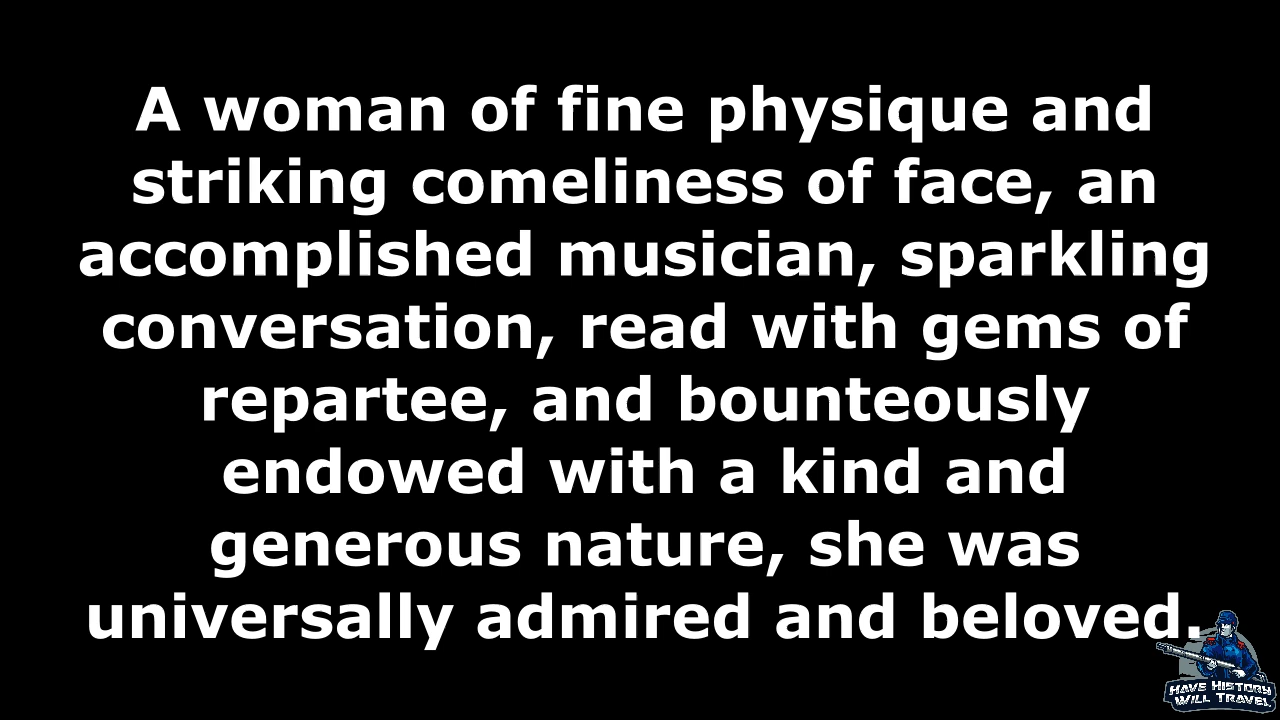 A woman of fine physique and
striking comeliness of face, an
accomplished musician, sparkling
conversation, read with gems of
repartee, and bounteously
endowed with a kind and
generous nature, she was
universally admired and beloved.
HAVE HISTORY
WILL TRAVEL